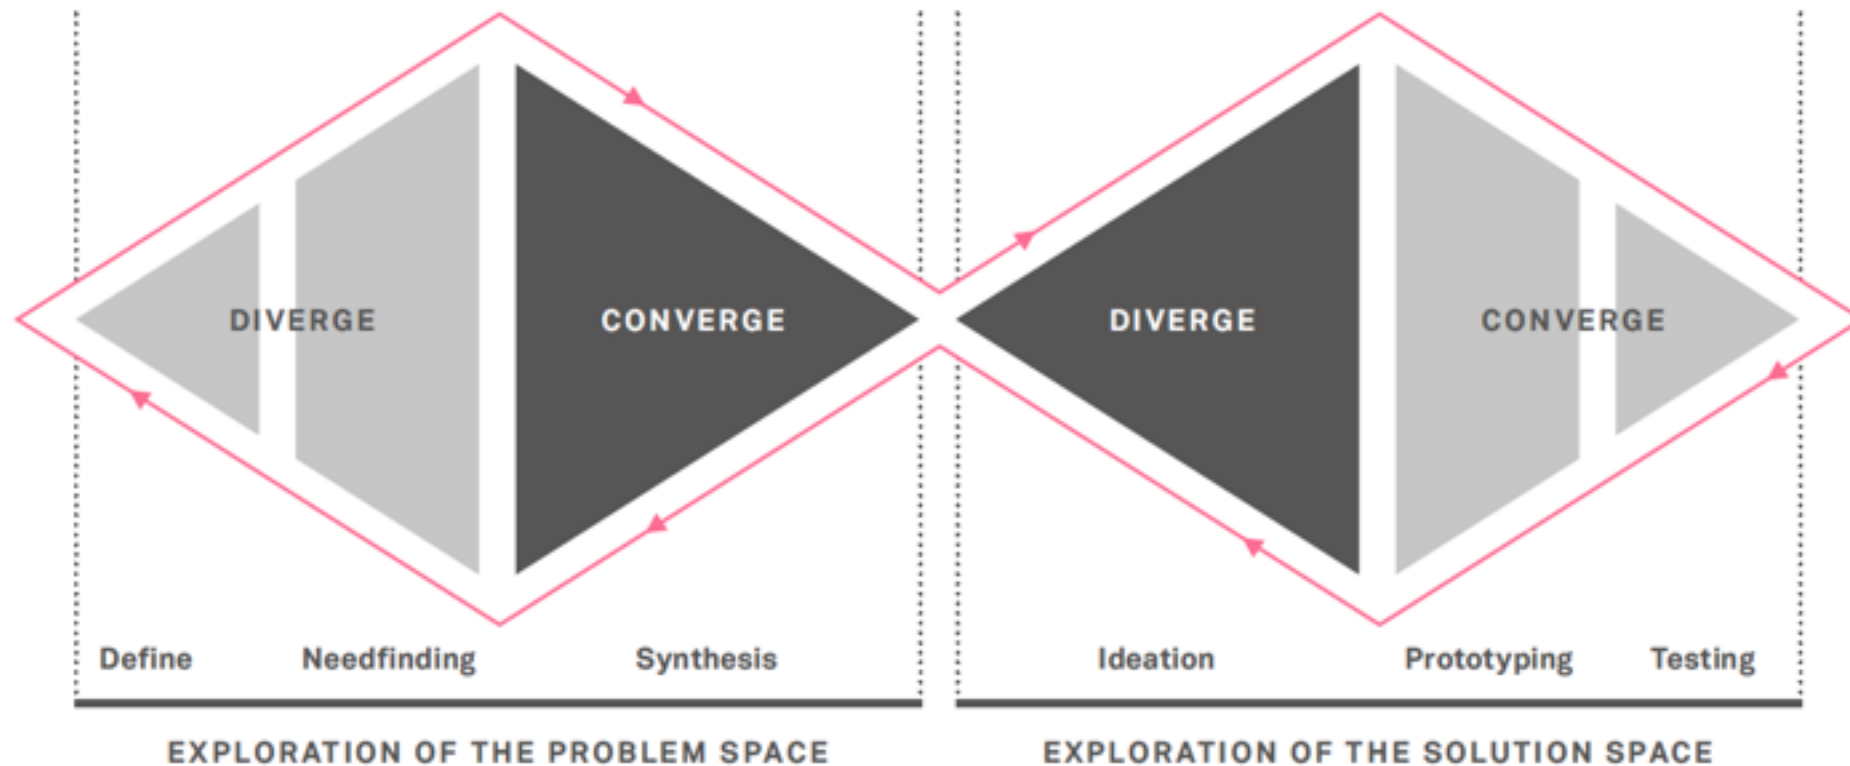 DIVERGE
CONVERGE
DIVERGE
CONVERGE
Define
Needfinding
Synthesis
Ideation
Prototyping
Testing
EXPLORATION OF THE PROBLEM SPACE
EXPLORATION OF THE SOLUTION SPACE